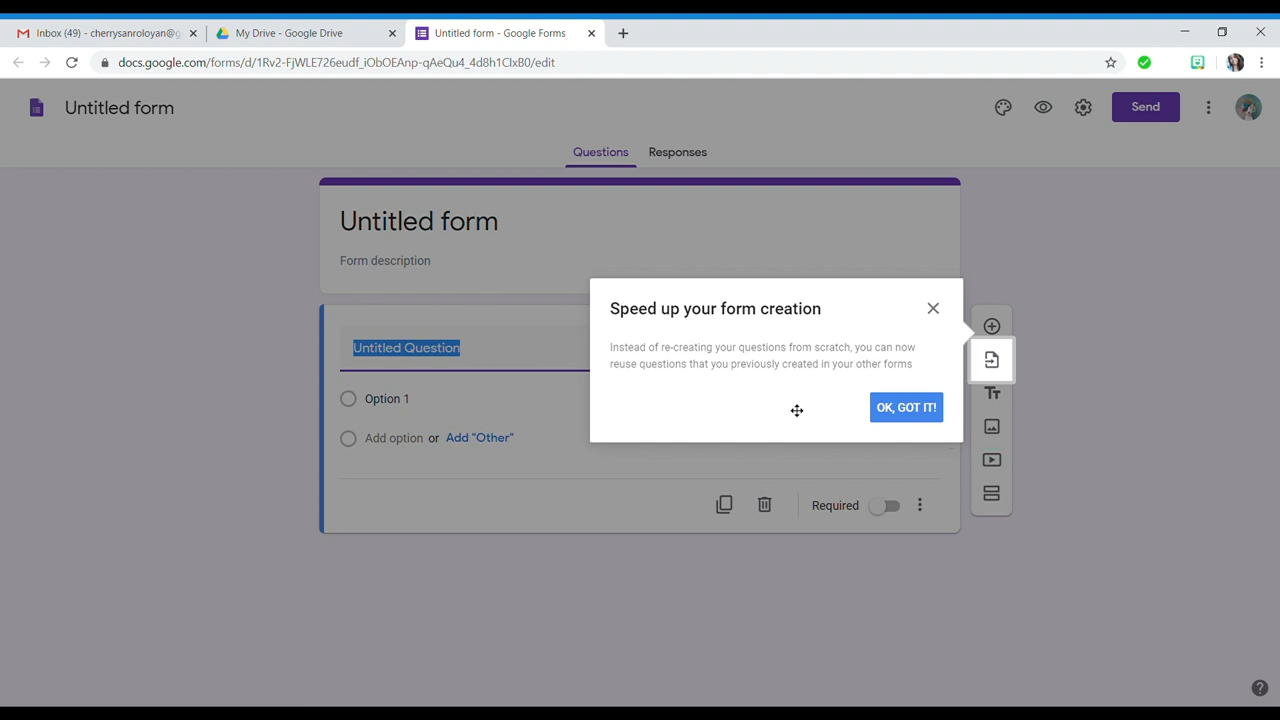 Inbox (49) - cherrysanroloyan@g
My Drive - Google Drive
Untitled form - Google Forms
docs.google.com/forms/d/1Rv2-FjWLE726eudf_iObOEAnp-qAeQu4_4d8h1ClxB0/edit
Untitled form
Send
Questions
Responses
Untitled form
Form description
Speed up your form creation
Instead of re-creating your questions from scratch, you can now
reuse questions that you previously created in your other forms
OK, GOT IT!
Untitled Question
Option 1
Add option or Add "Other"
Required